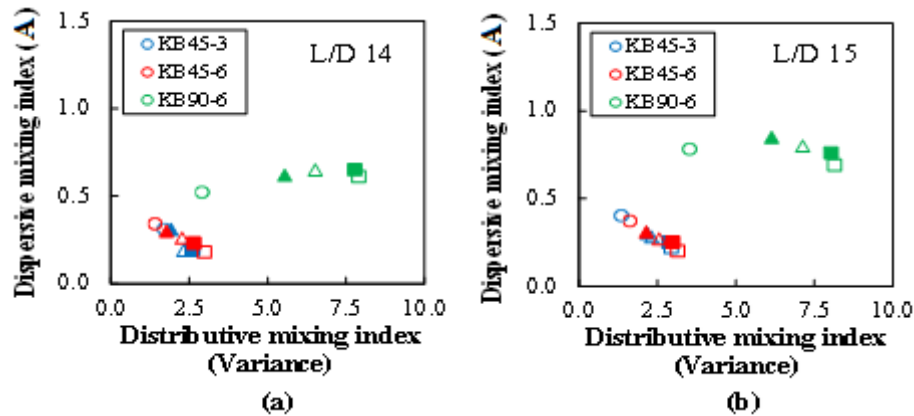 Dispersive mixing index (A)
1.5
1.0
0.5
0.0
KB45-3
KB45-6
KB90-6
L/D 14
0.0 2.5 5.0 7.5 10.0
Distributive mixing index
(Variance)
(a)
Dispersive mixing index (A)
1.5
1.0
0.5
0.0
KB45-3
KB45-6
KB90-6
L/D 15
0.0 2.5 5.0 7.5 10.0
Distributive mixing index
(Variance)
(b)